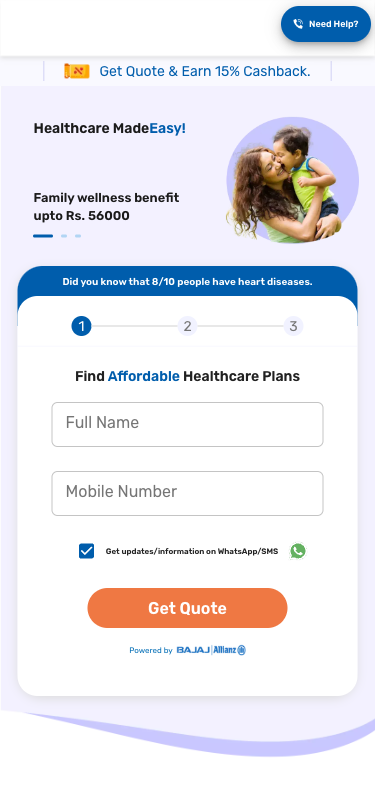 Need Help?
Get Quote & Earn 15% Cashback.
Healthcare MadeEasy!
Family wellness benefit
upto Rs. 56000
Did you know that 8/10 people have heart diseases.
1 2 3
Find Affordable Healthcare Plans
Full Name
Mobile Number
Get updates/information on WhatsApp/SMS
Get Quote
Powered by BAJAJ Allianz